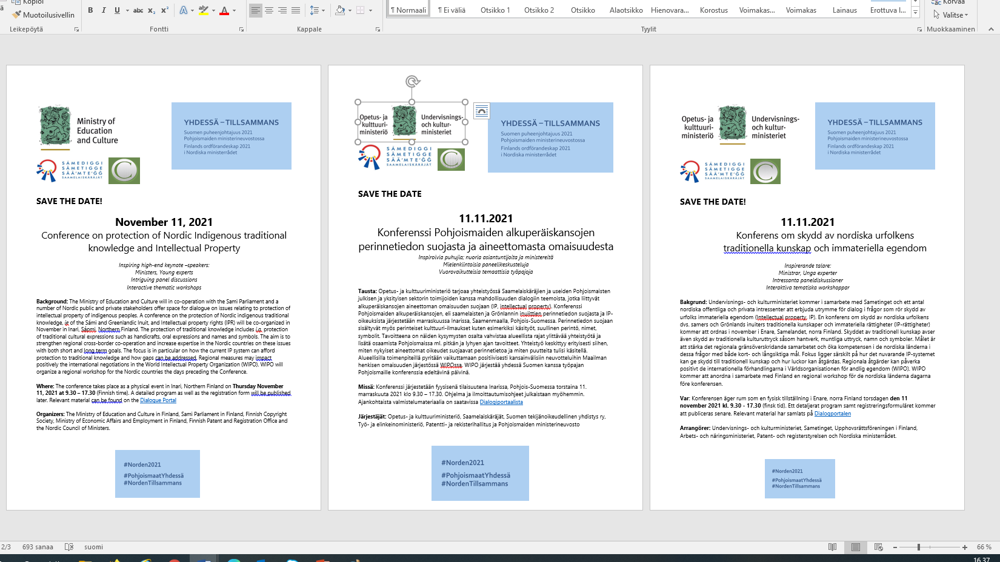 Kopioi
Muotoilusivellin
Leikepöytä
B I U abc x₂ x²
A
A
Fontti
Kappale
¶ Normaali
¶ Ei väliä
Otsikko 1
Otsikko 2
Otsikko
Alaotsikko
Hienovara...
Korostus
Voimakas...
Voimakas
Lainaus
Erottuva l...
Tyylit
Korvaa
Valitse
Muokkaaminen
Ministry of
Education
and Culture
YHDESSÄ – TILLSAMMANS
Suomen puheenjohtajuus 2021
Pohjoismaiden ministerineuvostossa
Finlands ordförandeskap 2021
i Nordiska ministerrådet
SÁMEDIGGI
SÄMITIGGE
SÄÄ´MTE´ǦǦ
SAAMELAISKÄRÄJÄT
C
SAVE THE DATE!
November 11, 2021
Conference on protection of Nordic Indigenous traditional
knowledge and Intellectual Property
Inspiring high-end keynote –speakers:
Ministers, Young experts
Intriguing panel discussions
Interactive thematic workshops
Background: The Ministry of Education and Culture will in co-operation with the Sami Parliament and a
number of Nordic public and private stakeholders offer space for dialogue on issues relating to protection of
intellectual property of indigenous peoples. A conference on the protection of Nordic indigenous traditional
knowledge, ie of the Sámi and Greenlandic Inuit, and Intellectual property rights (IPR) will be co-organized in
November in Inari, Sápmi, Northern Finland. The protection of traditional knowledge includes i.a. protection
of traditional cultural expressions such as handicrafts, oral expressions and names and symbols. The aim is to
strengthen regional cross-border co-operation and increase expertise in the Nordic countries on these issues
with both short and long term goals. The focus is in particular on how the current IP system can afford
protection to traditional knowledge and how gaps can be addressed. Regional measures may impact
positively the international negotiations in the World Intellectual Property Organization (WIPO). WIPO will
organize a regional workshop for the Nordic countries the days preceding the Conference.
Where: The conference takes place as a physical event in Inari, Northern Finland on Thursday November
11, 2021 at 9.30 – 17.30 (Finnish time). A detailed program as well as the registration form will be published
later. Relevant material can be found on the Dialogue Portal
Organizers: The Ministry of Education and Culture in Finland, Sami Parliament in Finland, Finnish Copyright
Society, Ministry of Economic Affairs and Employment in Finland, Finnish Patent and Registration Office and
the Nordic Council of Ministers.
#Norden2021
#PohjoismaatYhdessä
#NordenTillsammans
Opetus- ja
kulttuuri-
ministeriö
Undervisnings-
och kultur-
ministeriet
YHDESSÄ – TILLSAMMANS
Suomen puheenjohtajuus 2021
Pohjoismaiden ministerineuvostossa
Finlands ordförandeskap 2021
i Nordiska ministerrådet
SÁMEDIGGI
SÄMITIGGE
SÄÄ´MTE´ǦǦ
SAAMELAISKÄRÄJÄT
C
SAVE THE DATE
11.11.2021
Konferenssi Pohjoismaiden alkuperäiskansojen
perinnetiedon suojasta ja aineettomasta omaisuudesta
Inspiroivia puhujia; nuoria asiantuntijoita ja ministereitä
Mielenkiintoisia paneelikeskusteluja
Vuorovaikutteisia temaattisia työpajoja
Tausta: Opetus- ja kulttuuriministeriö tarjoaa yhteistyössä Saamelaiskäräjien ja useiden Pohjoismaisten
julkisen ja yksityisen sektorin toimijoiden kanssa mahdollisuuden dialogiin teemoista, jotka liittyvät
alkuperäiskansojen aineettoman omaisuuden suojaan (IP, intellectual property). Konferenssi
Pohjoismaiden alkuperäiskansojen, eli saamelaisten ja Grönlannin inuiittien perinnetiedon suojasta ja IP-
oikeuksista järjestetään marraskuussa Inarissa, Saamenmaalla, Pohjois-Suomessa. Perinnetiedon suojaan
sisältyvät myös perinteiset kulttuuri-ilmaukset kuten esimerkiksi käsityöt, suullinen perintö, nimet,
symbolit. Tavoitteena on näiden kysymysten osalta vahvistaa alueellista rajat ylittävää yhteistyötä ja
lisätä osaamista Pohjoismaissa ml. pitkän ja lyhyen ajan tavoitteet. Yhteistyö keskittyy erityisesti siihen,
miten nykyiset aineettomat oikeudet suojaavat perinnetietoa ja miten puutteita tulisi käsitellä.
Alueellisilla toimenpiteillä pyritään vaikuttamaan positiivisesti kansainvälisiin neuvotteluihin Maailman
henkisen omaisuuden järjestössä WIPOssa. WIPO järjestää yhdessä Suomen kanssa työpajan
Pohjoismaille konferenssia edeltävinä päivinä.
Missä: Konferenssi järjestetään fyysisenä tilaisuutena Inarissa, Pohjois-Suomessa torstaina 11.
marraskuuta 2021 klo 9.30 – 17.30. Ohjelma ja ilmoittautumisohjeet julkaistaan myöhemmin.
Ajankohtaista valmistelumateriaalia on saatavissa Dialogiportaalista
Järjestäjät: Opetus- ja kulttuuriministeriö, Saamelaiskäräjät, Suomen tekijänoikeudellinen yhdistys ry,
Työ- ja elinkeinoministeriö, Patentti- ja rekisterihallitus ja Pohjoismaiden ministerineuvosto
#Norden2021
#PohjoismaatYhdessä
#NordenTillsammans
Opetus- ja
kulttuuri-
ministeriö
Undervisnings-
och kultur-
ministeriet
YHDESSÄ – TILLSAMMANS
Suomen puheenjohtajuus 2021
Pohjoismaiden ministerineuvostossa
Finlands ordförandeskap 2021
i Nordiska ministerrådet
SÁMEDIGGI
SÄMITIGGE
SÄÄ´MTE´ǦǦ
SAAMELAISKÄRÄJÄT
C
SAVE THE DATE!
11.11.2021
Konferens om skydd av nordiska urfolkens
traditionella kunskap och immateriella egendom
Inspirerande talare:
Ministrar, Unga experter
Intressanta paneldiskussioner
Interaktiva tematiska workshoppar
Bakgrund: Undervisnings- och kulturministeriet kommer i samarbete med Sametinget och ett antal
nordiska offentliga och privata intressenter att erbjuda utrymme för dialog i frågor som rör skydd av
urfolks immateriella egendom (Intellectual property, IP). En konferens om skydd av nordiska urfolkens
dvs. samers och Grönlands inuiters traditionella kunskaper och immateriella rättigheter (IP-rättigheter)
kommer att ordnas i november i Enare, Samelandet, norra Finland. Skyddet av traditionell kunskap avser
även skydd av traditionella kulturuttryck såsom hantverk, muntliga uttryck, namn och symboler. Målet är
att stärka det regionala gränsöverskridande samarbetet och öka kompetensen i de nordiska länderna i
dessa frågor med både kort- och långsiktiga mål. Fokus ligger särskilt på hur det nuvarande IP-systemet
kan ge skydd till traditionell kunskap och hur luckor kan åtgärdas. Regionala åtgärder kan påverka
positivt de internationella förhandlingarna i Världsorganisationen för andlig egendom (WIPO). WIPO
kommer att anordna i samarbete med Finland en regional workshop för de nordiska länderna dagarna
före konferensen.
Var: Konferensen äger rum som en fysisk tillställning i Enare, norra Finland torsdagen den 11
november 2021 kl. 9.30 - 17.30 (finsk tid). Ett detaljerat program samt registreringsformuläret kommer
att publiceras senare. Relevant material har samlats på Dialogportalen
Arrangörer: Undervisnings- och kulturministeriet, Sametinget, Upphovsrättsföreningen i Finland,
Arbets- och näringsministeriet, Patent- och registerstyrelsen och Nordiska ministerrådet.
#Norden2021
#PohjoismaatYhdessä
#NordenTillsammans
2/3
693 sanaa
suomi
66 %
16.37